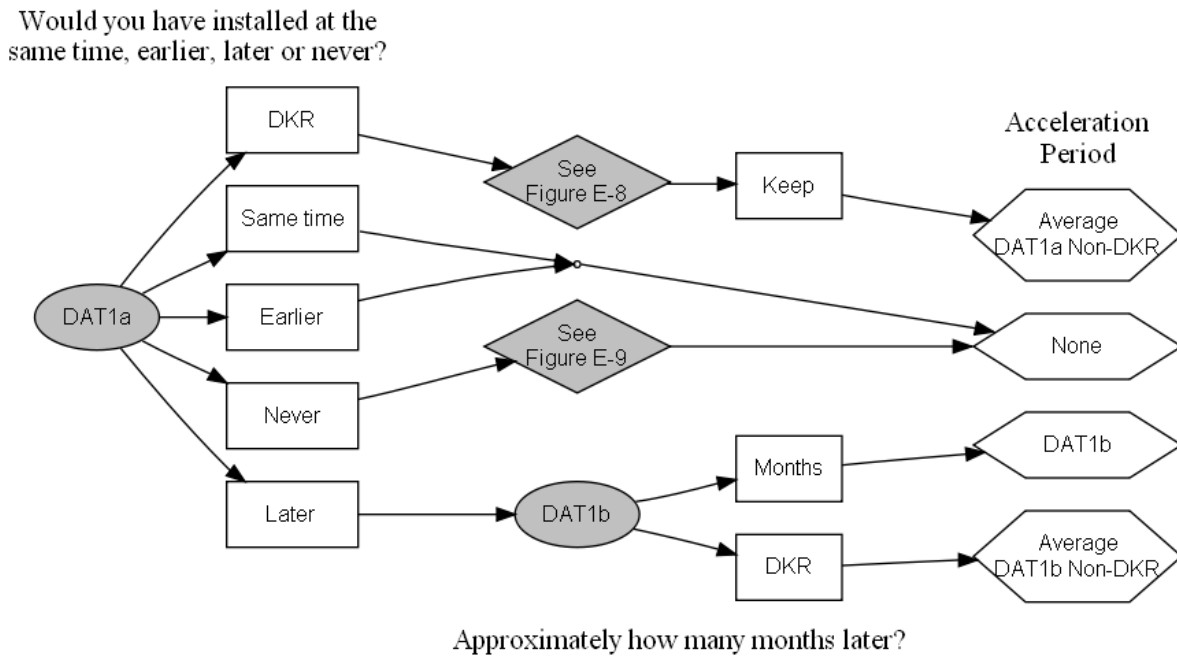 Would you have installed at the
same time, earlier, later or never?
DKR
Acceleration
Period
See
Figure E-8
Keep
Same time
Average
DAT1a Non-DKR
DAT1a
Earlier
See
Figure E-9
None
Never
Months
DAT1b
Later
DAT1b
DKR
Average
DAT1b Non-DKR
Approximately how many months later?